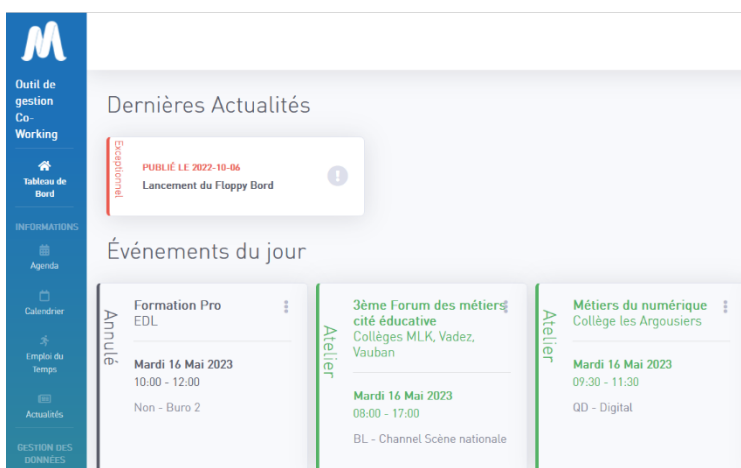 Outil de
gestion
Co-
Working
Tableau de
Bord
INFORMATIONS
Agenda
Calendrier
Emploi du
Temps
Actualités
GESTION DES
DONNÉES
Dernières Actualités
Exceptionnel
PUBLIÉ LE 2022-10-06
Lancement du Floppy Bord
Événements du jour
Annulé
Formation Pro
EDL
Mardi 16 Mai 2023
10:00 - 12:00
Non - Buro 2
Atelier
3ème Forum des métiers
cité éducative
Collèges MLK, Vadez,
Vauban
Mardi 16 Mai 2023
08:00 - 17:00
BL - Channel Scène nationale
Atelier
Métiers du numérique
Collège les Argousiers
Mardi 16 Mai 2023
09:30 - 11:30
QD - Digital